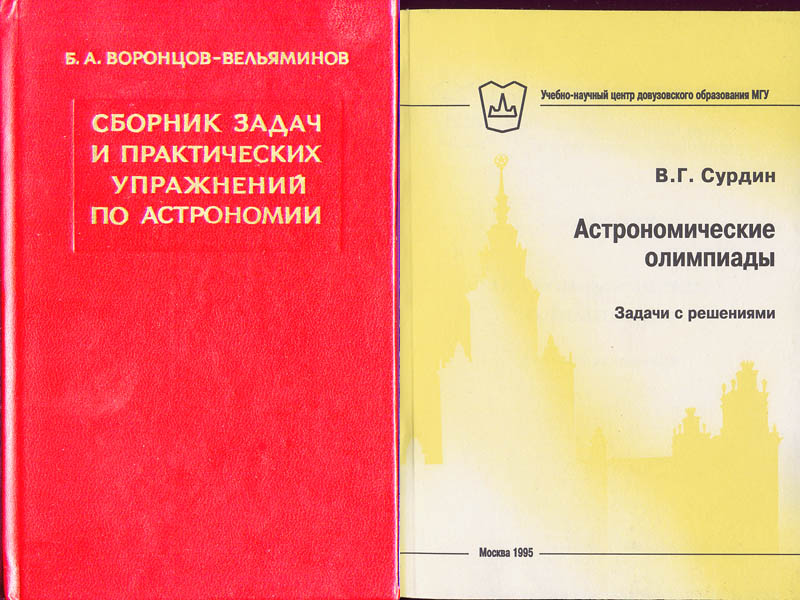 Б. А. ВОРОНЦОВ-ВЕЛЬЯМИНОВ
СБОРНИК ЗАДАЧ
И ПРАКТИЧЕСКИХ
УПРАЖНЕНИЙ
ПО АСТРОНОМИИ
Учебно-научный центр довузовского образования МГУ
В.Г. Сурдин
Астрономические
олимпиады
Задачи с решениями
Москва 1995